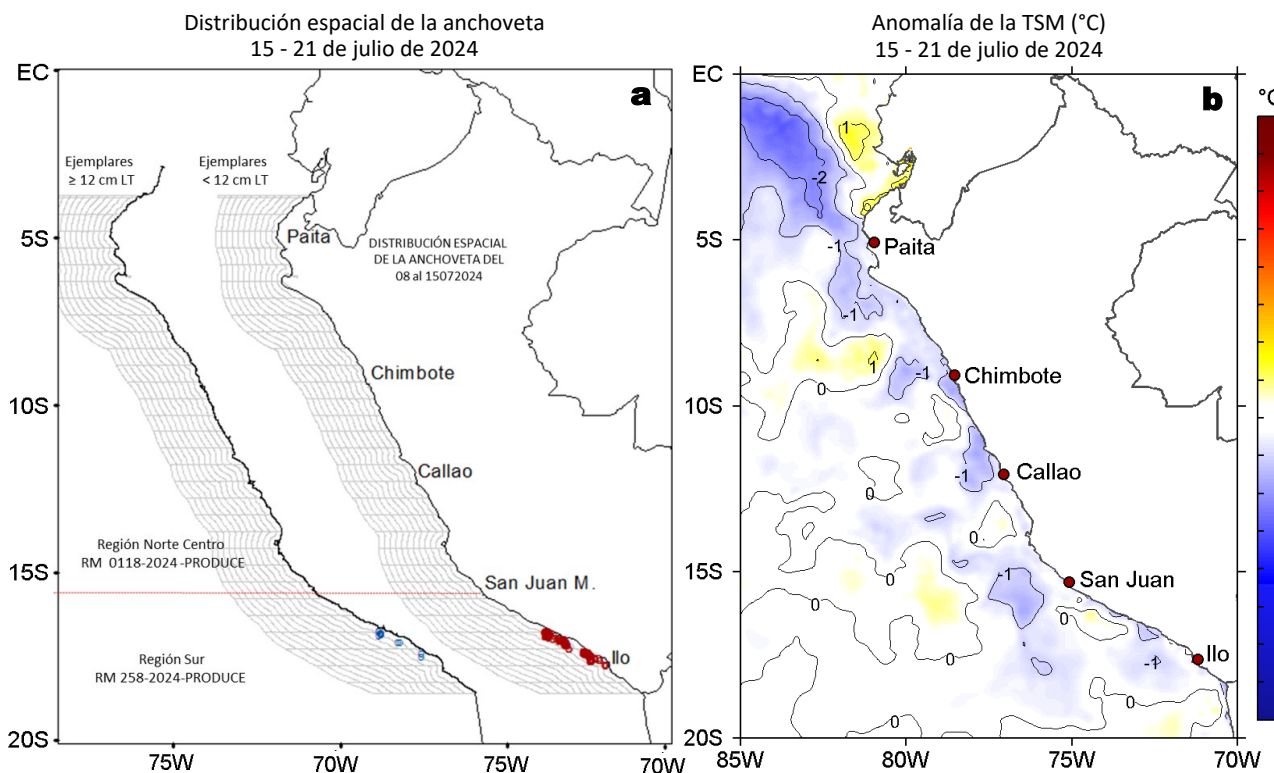 Distribución espacial de la anchoveta
15 - 21 de julio de 2024
EC
5S
10S
15S
20S
75W
70W
75W
70W
a
Ejemplares
≥ 12 cm LT
Ejemplares
< 12 cm LT
Paita
DISTRIBUCIÓN ESPACIAL
DE LA ANCHOVETA DEL
08 al 15072024
Chimbote
Callao
Región Norte Centro
RM 0118-2024 -PRODUCE
San Juan M.
Ilo
Región Sur
RM 258-2024-PRODUCE
Anomalía de la TSM (°C)
15 - 21 de julio de 2024
EC
5S
10S
15S
20S
85W
80W
75W
70W
b
1
-2
-1
Paita
-1
1
0
-1
Chimbote
0
-1
Callao
0
0
0
-1
San Juan
0
0
0
-1
Ilo
0
0